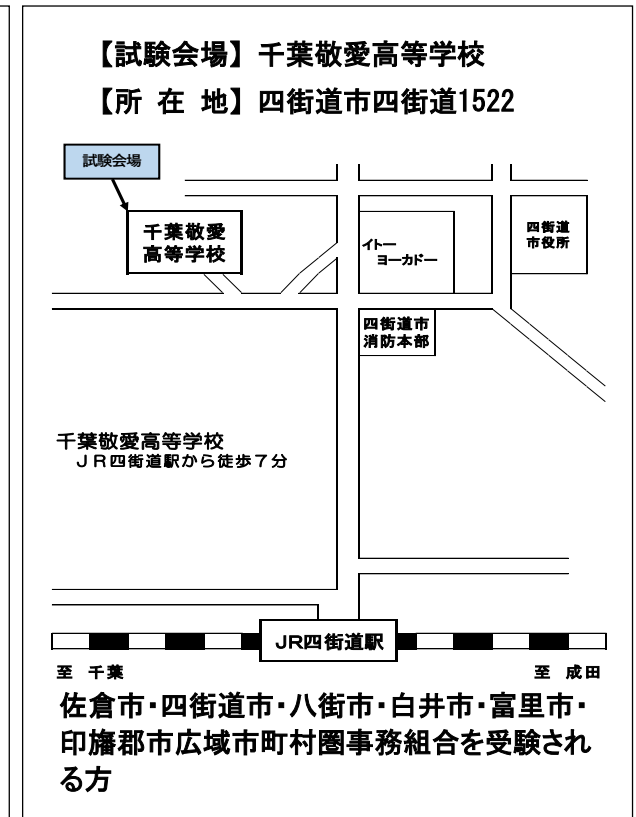 【試験会場】千葉敬愛高等学校
【所 在 地】四街道市四街道1522
試験会場
千葉敬愛
高等学校
イトー
ヨーカドー
四街道
市役所
四街道市
消防本部
千葉敬愛高等学校
ＪＲ四街道駅から徒歩７分
JR四街道駅
至 千葉
至 成田
佐倉市・四街道市・八街市・白井市・富里市・
印旛郡市広域市町村圏事務組合を受験され
る方